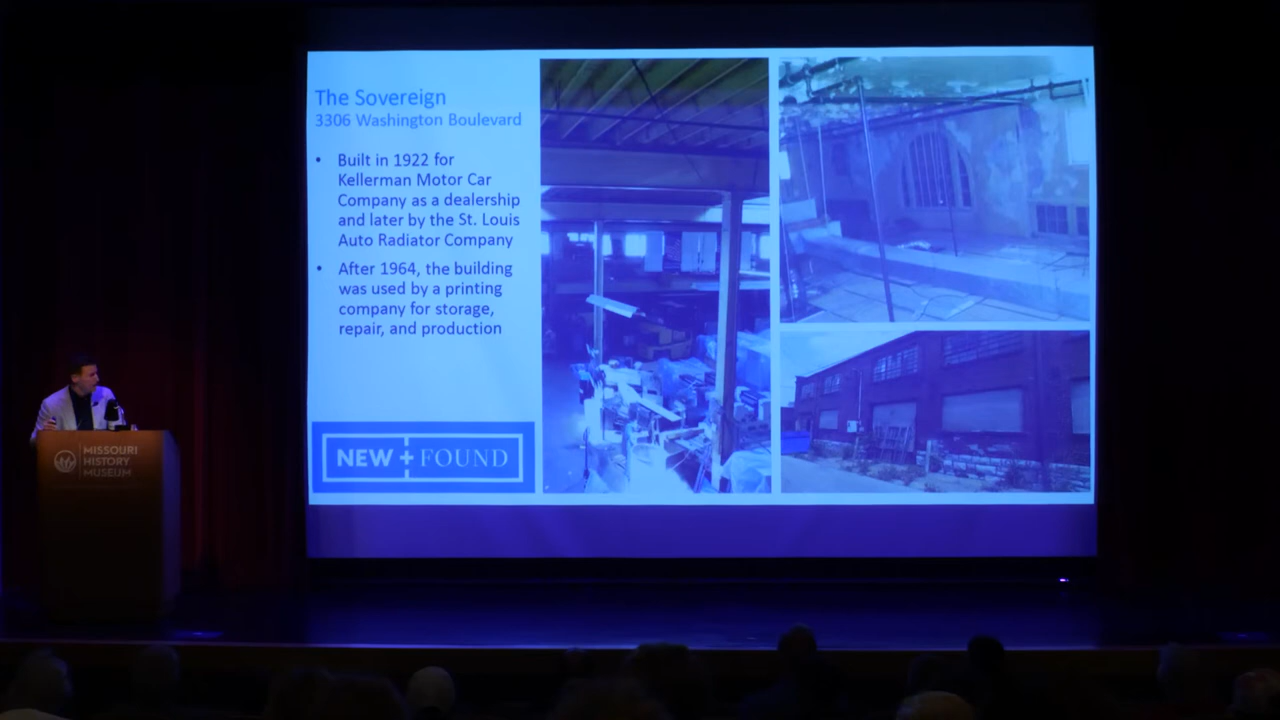 The Sovereign
3306 Washington Boulevard
• Built in 1922 for
Kellerman Motor Car
Company as a dealership
and later by the St. Louis
Auto Radiator Company
• After 1964, the building
was used by a printing
company for storage,
repair, and production
NEW + FOUND
MISSOURI
HISTORY
MUSEUM